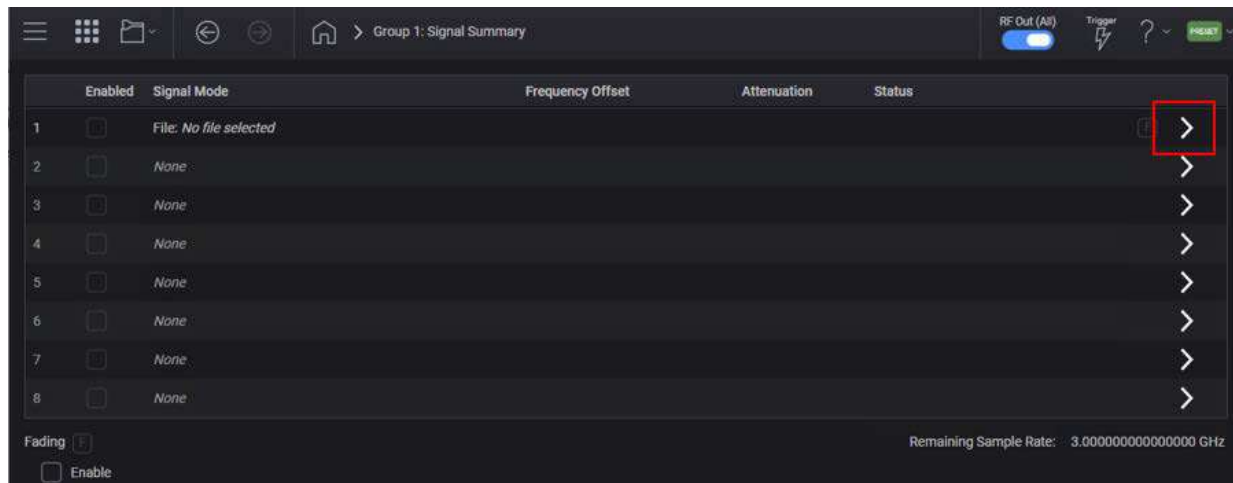 Group 1: Signal Summary
RF Out (All)
Trigger
PRESET
Enabled Signal Mode Frequency Offset Attenuation Status
1 File: No file selected F
2 None
3 None
4 None
5 None
6 None
7 None
8 None
Fading F
Remaining Sample Rate: 3.000000000000000 GHz
Enable